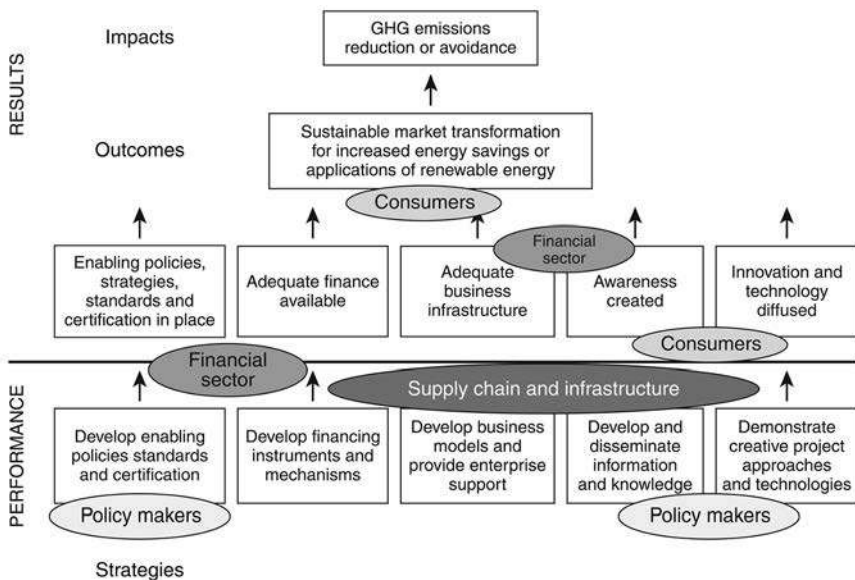 RESULTS
Impacts
GHG emissions
reduction or avoidance
Outcomes
Sustainable market transformation
for increased energy savings or
applications of renewable energy
Consumers
Financial
sector
Enabling policies,
strategies,
standards and
certification in place
Adequate finance
available
Adequate
business
infrastructure
Awareness
created
Innovation and
technology
diffused
Consumers
Financial
sector
Supply chain and infrastructure
PERFORMANCE
Develop enabling
policies standards
and certification
Develop financing
instruments and
mechanisms
Develop business
models and
provide enterprise
support
Develop and
disseminate
information
and knowledge
Demonstrate
creative project
approaches
and technologies
Policy makers
Policy makers
Strategies